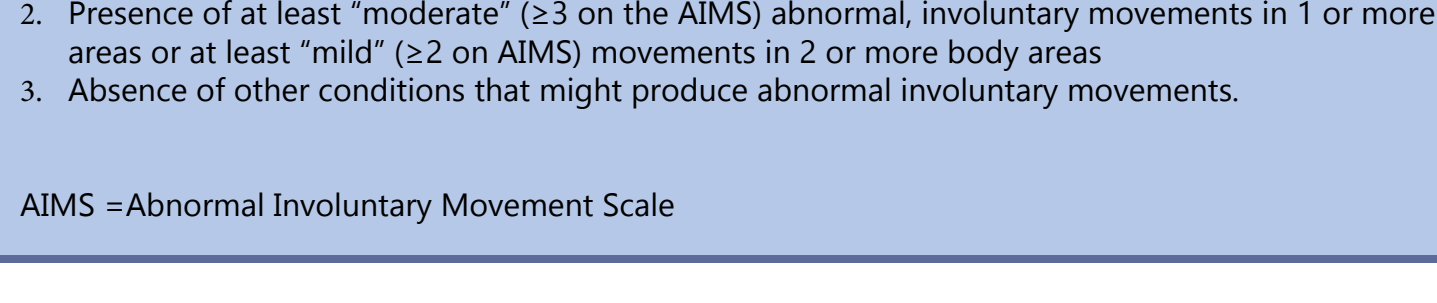 2. Presence of at least “moderate” (≥3 on the AIMS) abnormal, involuntary movements in 1 or more
areas or at least “mild” (≥2 on AIMS) movements in 2 or more body areas
3. Absence of other conditions that might produce abnormal involuntary movements.
AIMS =Abnormal Involuntary Movement Scale